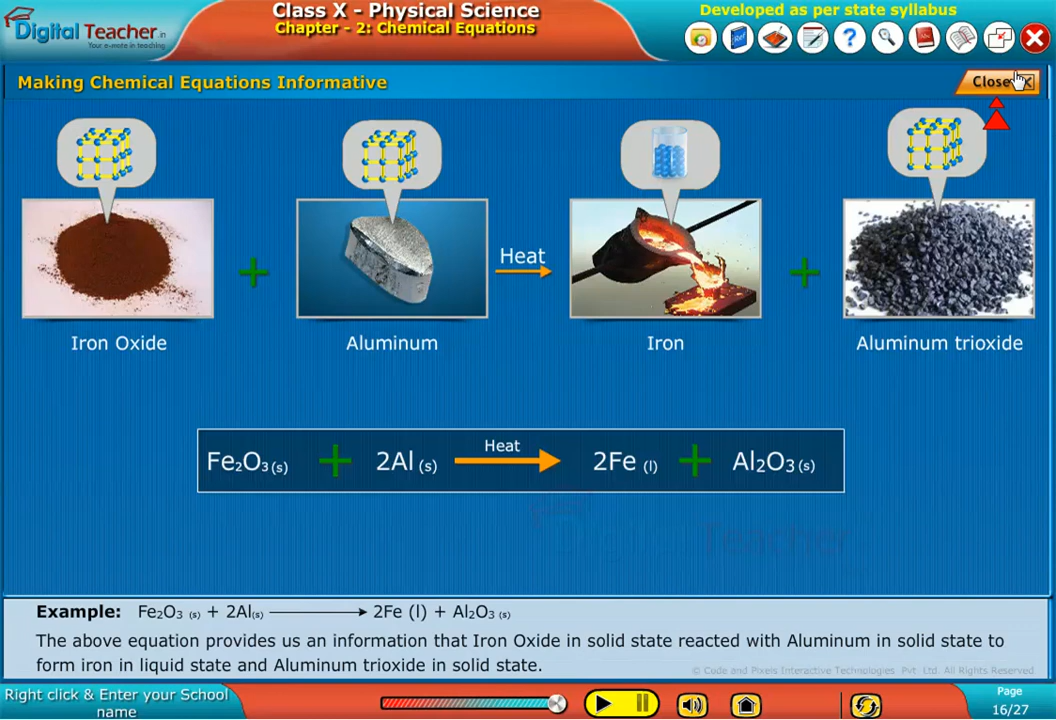 Digital Teacher.in
Your e-mate in teaching
Class X - Physical Science
Chapter - 2: Chemical Equations
Developed as per state syllabus
Ref
Making Chemical Equations Informative
Close X
Heat
Iron Oxide
Aluminum
Iron
Aluminum trioxide
Fe₂O₃(s) + 2Al (s) Heat 2Fe (l) + Al₂O₃(s)
Digital Teacher
Example: Fe₂O₃ (s) + 2Al(s) ⟶ 2Fe (l) + Al₂O₃ (s)
The above equation provides us an information that Iron Oxide in solid state reacted with Aluminum in solid state to
form iron in liquid state and Aluminum trioxide in solid state.
© Code and Pixels Interactive Technologies Pvt. Ltd. All Rights Reserved
Right click & Enter your School
name
Page
16/27